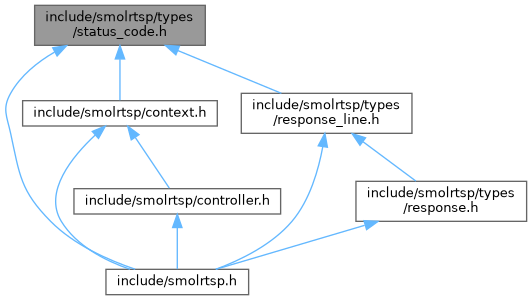 include/smolrtsp/types
/status_code.h
include/smolrtsp/context.h
include/smolrtsp/types
/response_line.h
include/smolrtsp/controller.h
include/smolrtsp/types
/response.h
include/smolrtsp.h